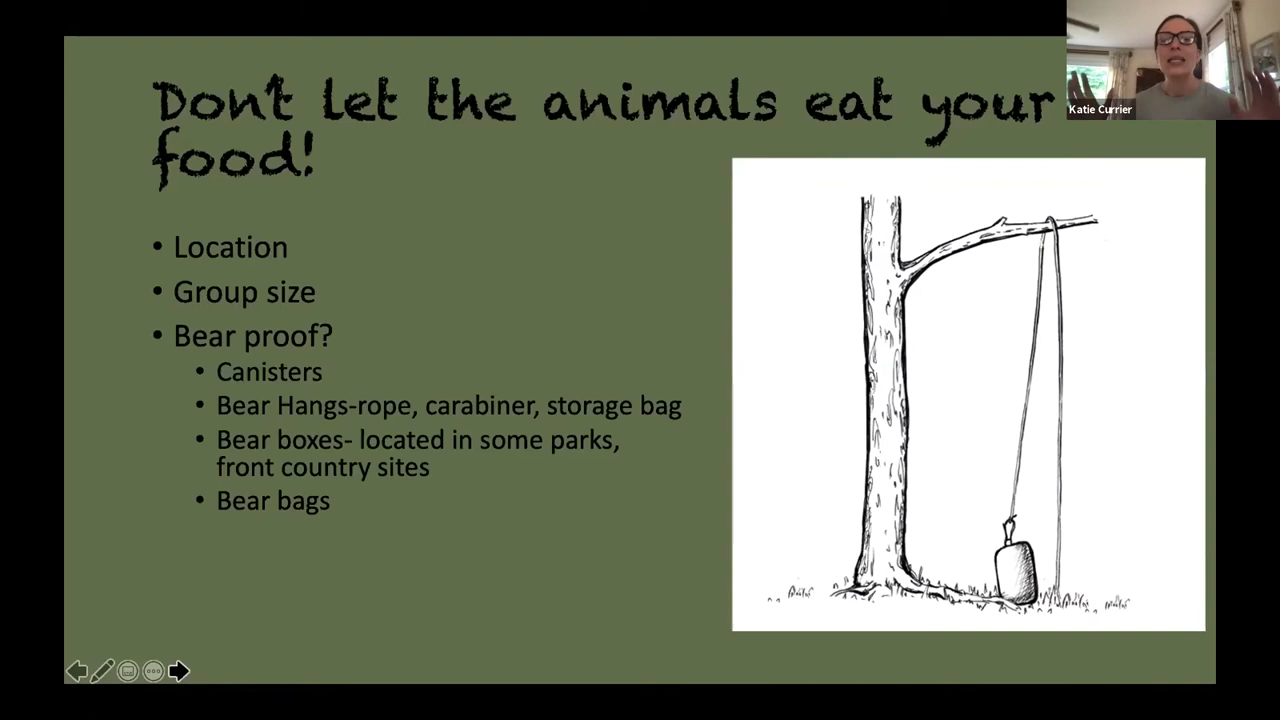 Don't let the animals eat your
food!
Katie Currier
• Location
• Group size
• Bear proof?
• Canisters
• Bear Hangs-rope, carabiner, storage bag
• Bear boxes- located in some parks,
front country sites
• Bear bags